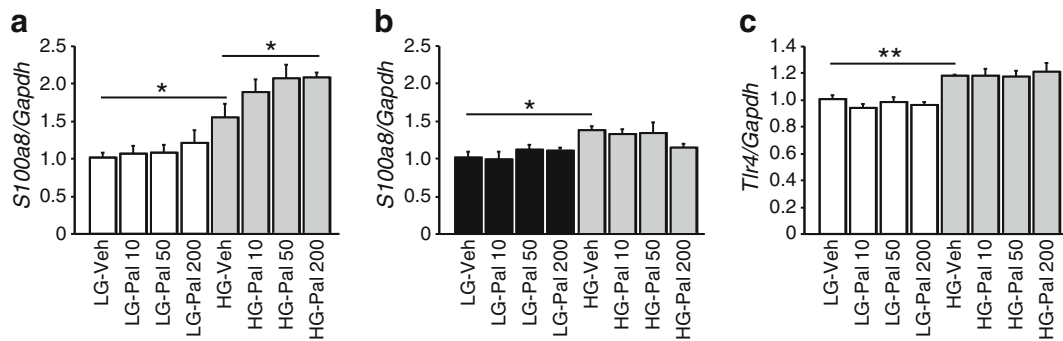 a
S100a8/Gapdh
2.5
2.0
1.5
1.0
0.5
0
*
*
LG-Veh
LG-Pal 10
LG-Pal 50
LG-Pal 200
HG-Veh
HG-Pal 10
HG-Pal 50
HG-Pal 200
b
S100a8/Gapdh
2.5
2.0
1.5
1.0
0.5
0
*
LG-Veh
LG-Pal 10
LG-Pal 50
LG-Pal 200
HG-Veh
HG-Pal 10
HG-Pal 50
HG-Pal 200
c
Tlr4/Gapdh
1.4
1.2
1.0
0.8
0.6
0.4
0.2
0
**
LG-Veh
LG-Pal 10
LG-Pal 50
LG-Pal 200
HG-Veh
HG-Pal 10
HG-Pal 50
HG-Pal 200